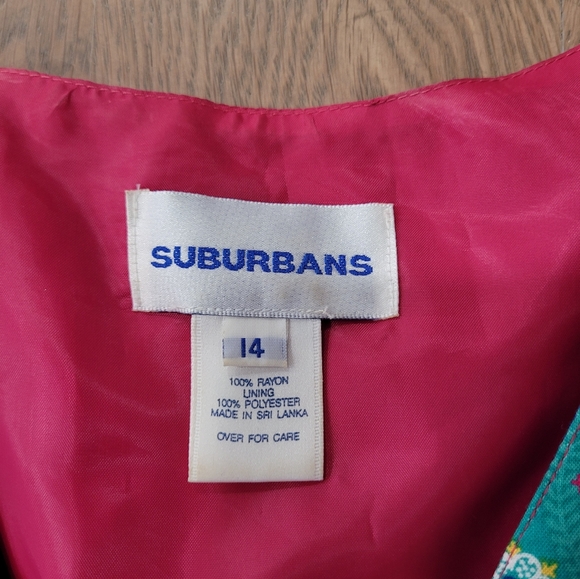 SUBURBANS
14
100% RAYON
LINING
100% POLYESTER
MADE IN SRI LANKA
OVER FOR CARE